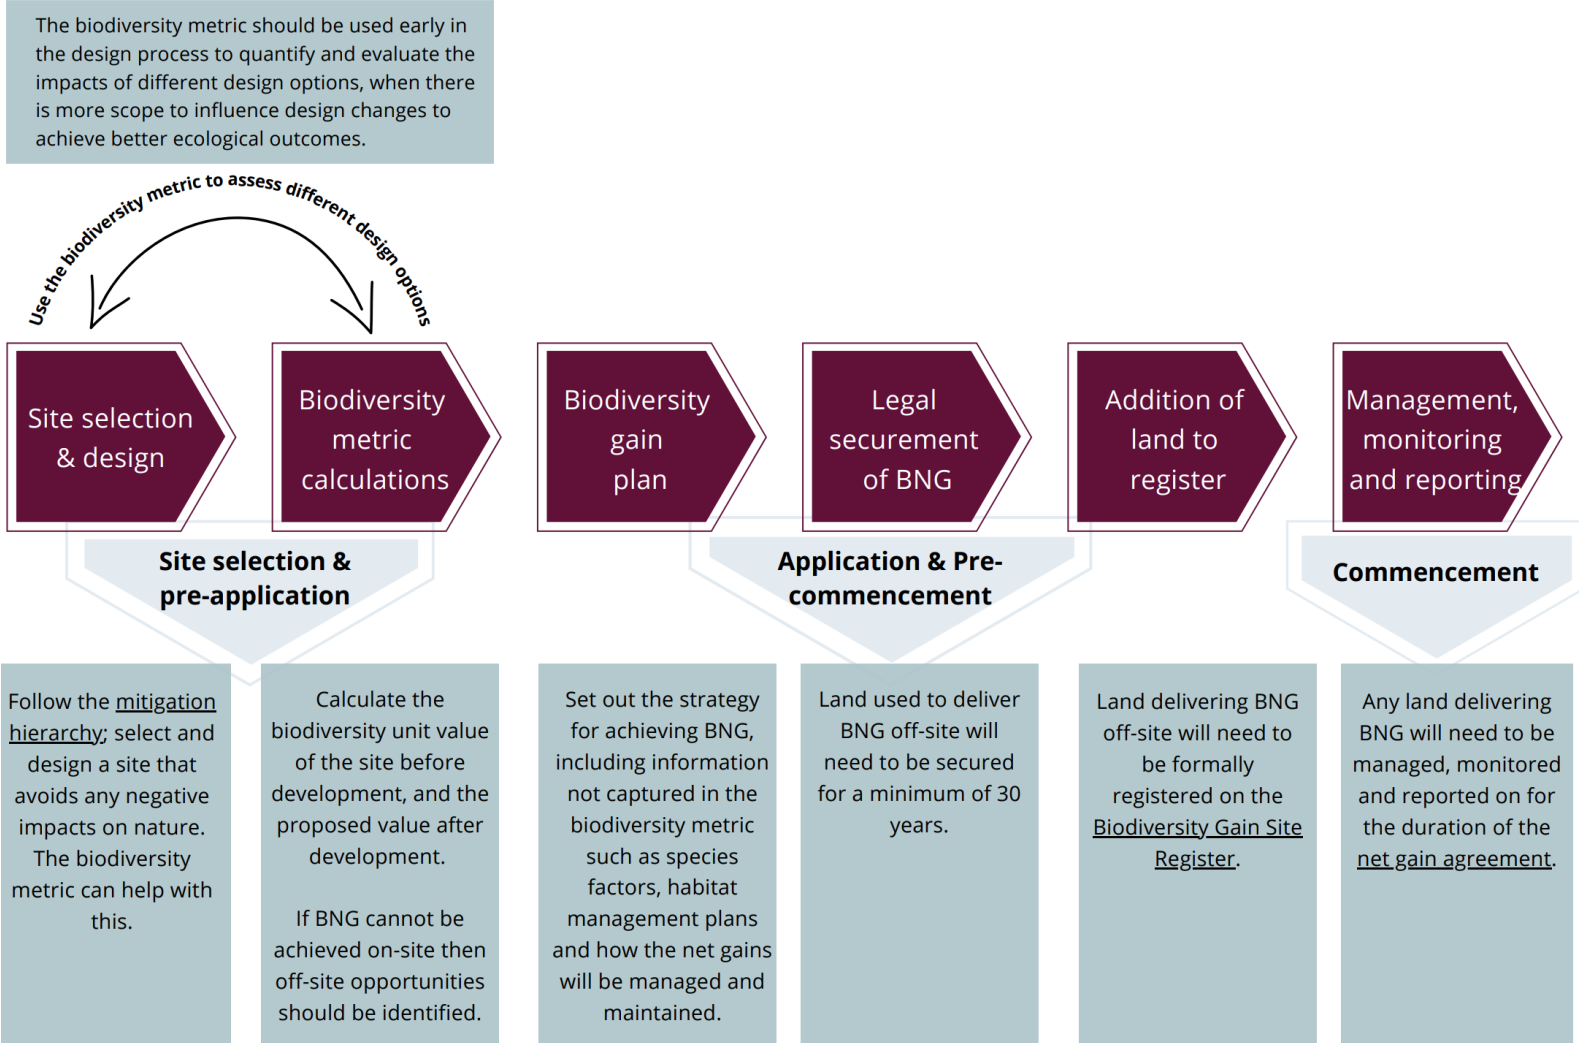 The biodiversity metric should be used early in
the design process to quantify and evaluate the
impacts of different design options, when there
is more scope to influence design changes to
achieve better ecological outcomes.
Use the biodiversity metric to assess different design options
Site selection
& design
Biodiversity
metric
calculations
Biodiversity
gain
plan
Legal
securement
of BNG
Addition of
land to
register
Management,
monitoring
and reporting
Site selection &
pre-application
Application & Pre-
commencement
Commencement
Follow the mitigation
hierarchy; select and
design a site that
avoids any negative
impacts on nature.
The biodiversity
metric can help with
this.
Calculate the
biodiversity unit value
of the site before
development, and the
proposed value after
development.
If BNG cannot be
achieved on-site then
off-site opportunities
should be identified.
Set out the strategy
for achieving BNG,
including information
not captured in the
biodiversity metric
such as species
factors, habitat
management plans
and how the net gains
will be managed and
maintained.
Land used to deliver
BNG off-site will
need to be secured
for a minimum of 30
years.
Land delivering BNG
off-site will need to
be formally
registered on the
Biodiversity Gain Site
Register.
Any land delivering
BNG will need to be
managed, monitored
and reported on for
the duration of the
net gain agreement.